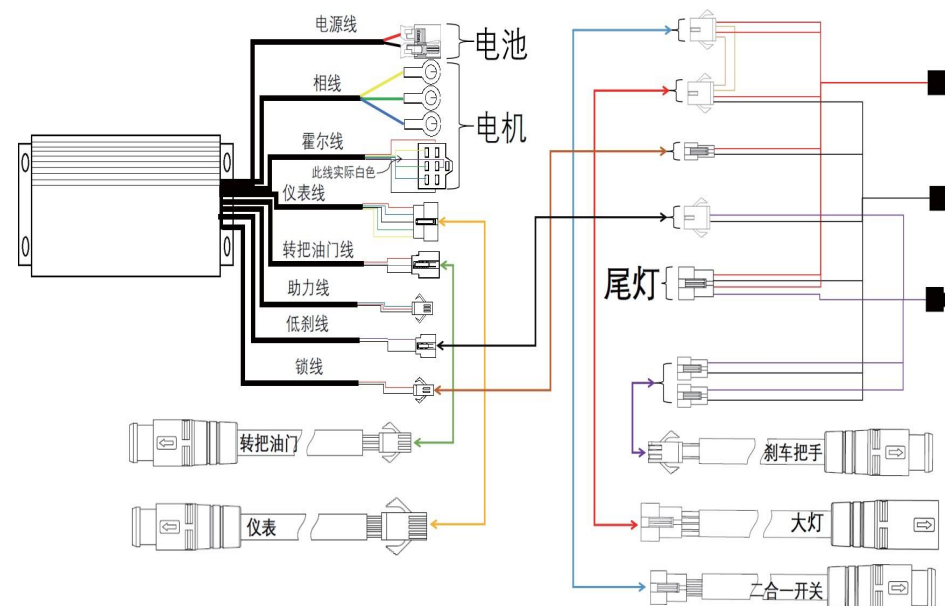 电源线
电池
相线
电机
霍尔线
此线实际白色
仪表线
转把油门线
助力线
低刹线
锁线
尾灯
转把油门
刹车把手
仪表
大灯
二合一开关